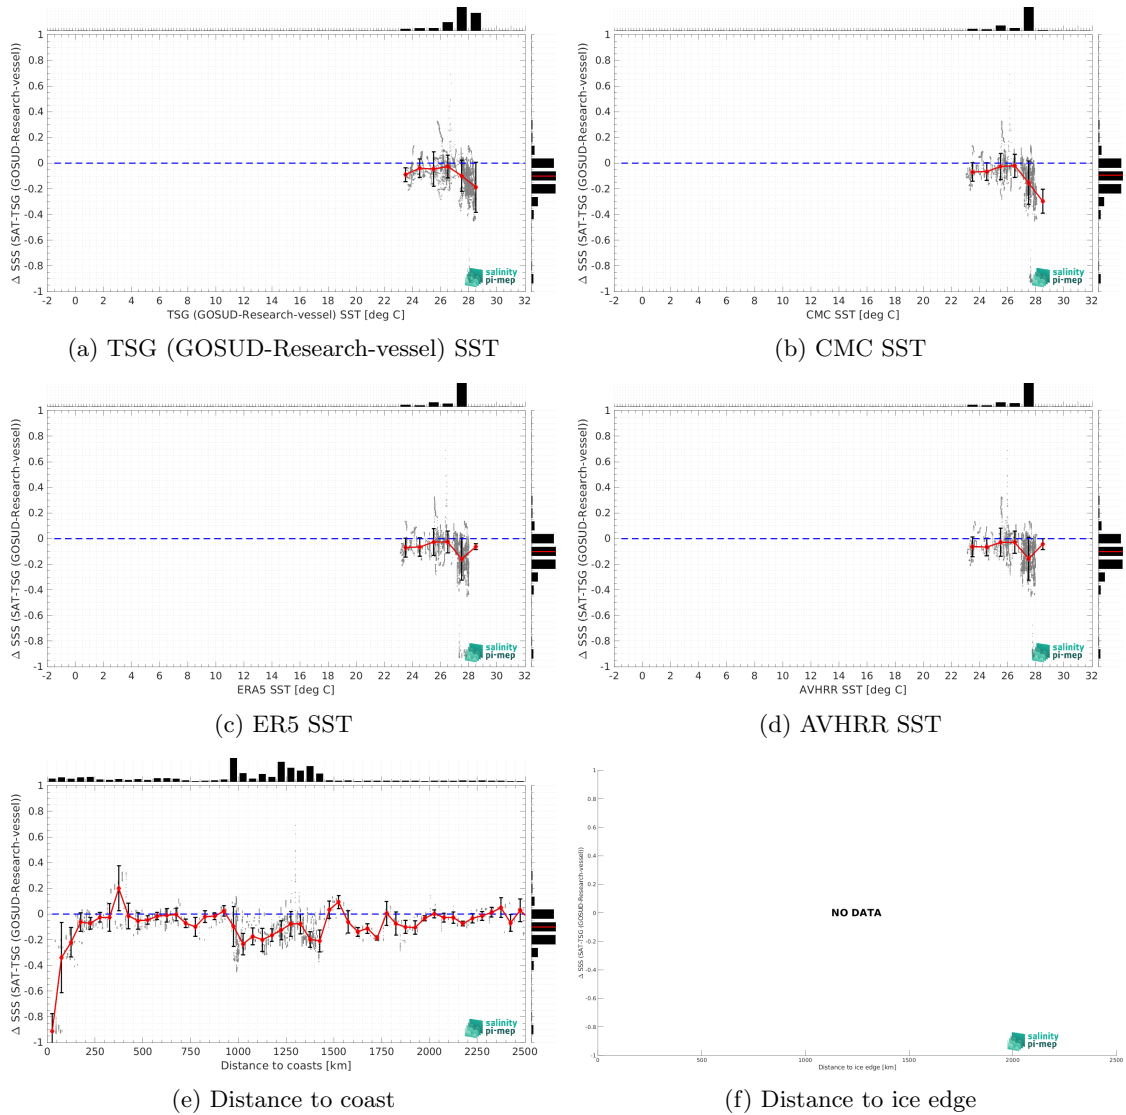 1
0.8
0.6
0.4
0.2
0
-0.2
-0.4
-0.6
-0.8
-1
Δ SSS (SAT-TSG (GOSUD-Research-vessel))
salinity
pi-mep
-2 0 2 4 6 8 10 12 14 16 18 20 22 24 26 28 30 32
TSG (GOSUD-Research-vessel) SST [deg C]
(a) TSG (GOSUD-Research-vessel) SST
1
0.8
0.6
0.4
0.2
0
-0.2
-0.4
-0.6
-0.8
-1
Δ SSS (SAT-TSG (GOSUD-Research-vessel))
salinity
pi-mep
-2 0 2 4 6 8 10 12 14 16 18 20 22 24 26 28 30 32
CMC SST [deg C]
(b) CMC SST
1
0.8
0.6
0.4
0.2
0
-0.2
-0.4
-0.6
-0.8
-1
Δ SSS (SAT-TSG (GOSUD-Research-vessel))
salinity
pi-mep
-2 0 2 4 6 8 10 12 14 16 18 20 22 24 26 28 30 32
ERA5 SST [deg C]
(c) ER5 SST
1
0.8
0.6
0.4
0.2
0
-0.2
-0.4
-0.6
-0.8
-1
Δ SSS (SAT-TSG (GOSUD-Research-vessel))
salinity
pi-mep
-2 0 2 4 6 8 10 12 14 16 18 20 22 24 26 28 30 32
AVHRR SST [deg C]
(d) AVHRR SST
1
0.8
0.6
0.4
0.2
0
-0.2
-0.4
-0.6
-0.8
-1
Δ SSS (SAT-TSG (GOSUD-Research-vessel))
salinity
pi-mep
0 250 500 750 1000 1250 1500 1750 2000 2250 2500
Distance to coasts [km]
(e) Distance to coast
1
0.8
0.6
0.4
0.2
0
-0.2
-0.4
-0.6
-0.8
-1
Δ SSS (SAT-TSG (GOSUD-Research-vessel))
NO DATA
salinity
pi-mep
0 500 1000 1500 2000 2500
Distance to ice edge [km]
(f) Distance to ice edge